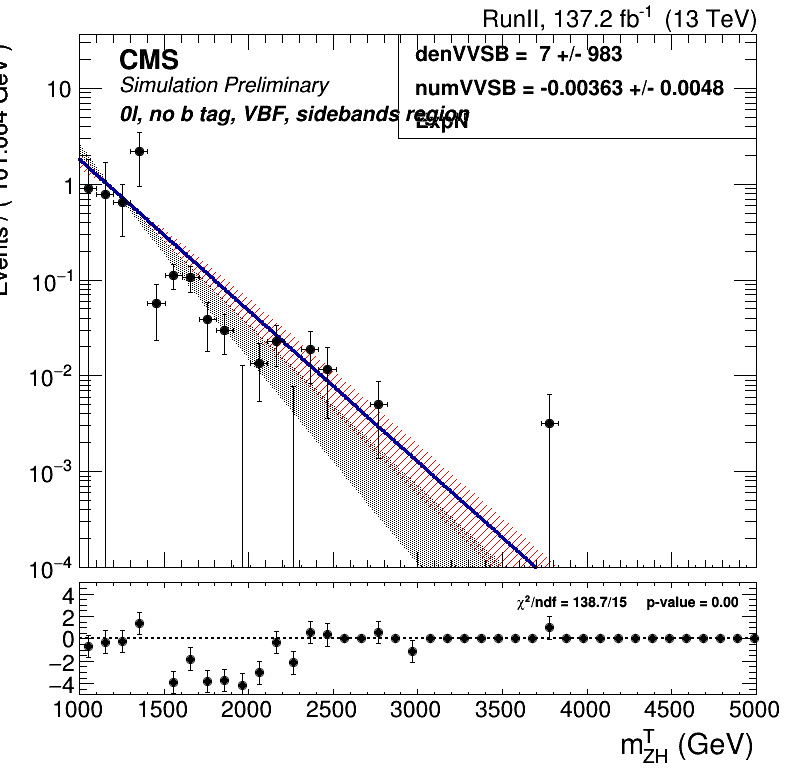 RunII, 137.2 fb-1 (13 TeV)
CMS
Simulation Preliminary
0l, no b tag, VBF, sidebands region
denVVSB = 7 +/- 983
numVVSB = -0.00363 +/- 0.0048
ExpN
10
1
10−1
10−2
10−3
10−4
χ2/ndf = 138.7/15 p-value = 0.00
4
2
0
−2
−4
1000 1500 2000 2500 3000 3500 4000 4500 5000
mTZH (GeV)